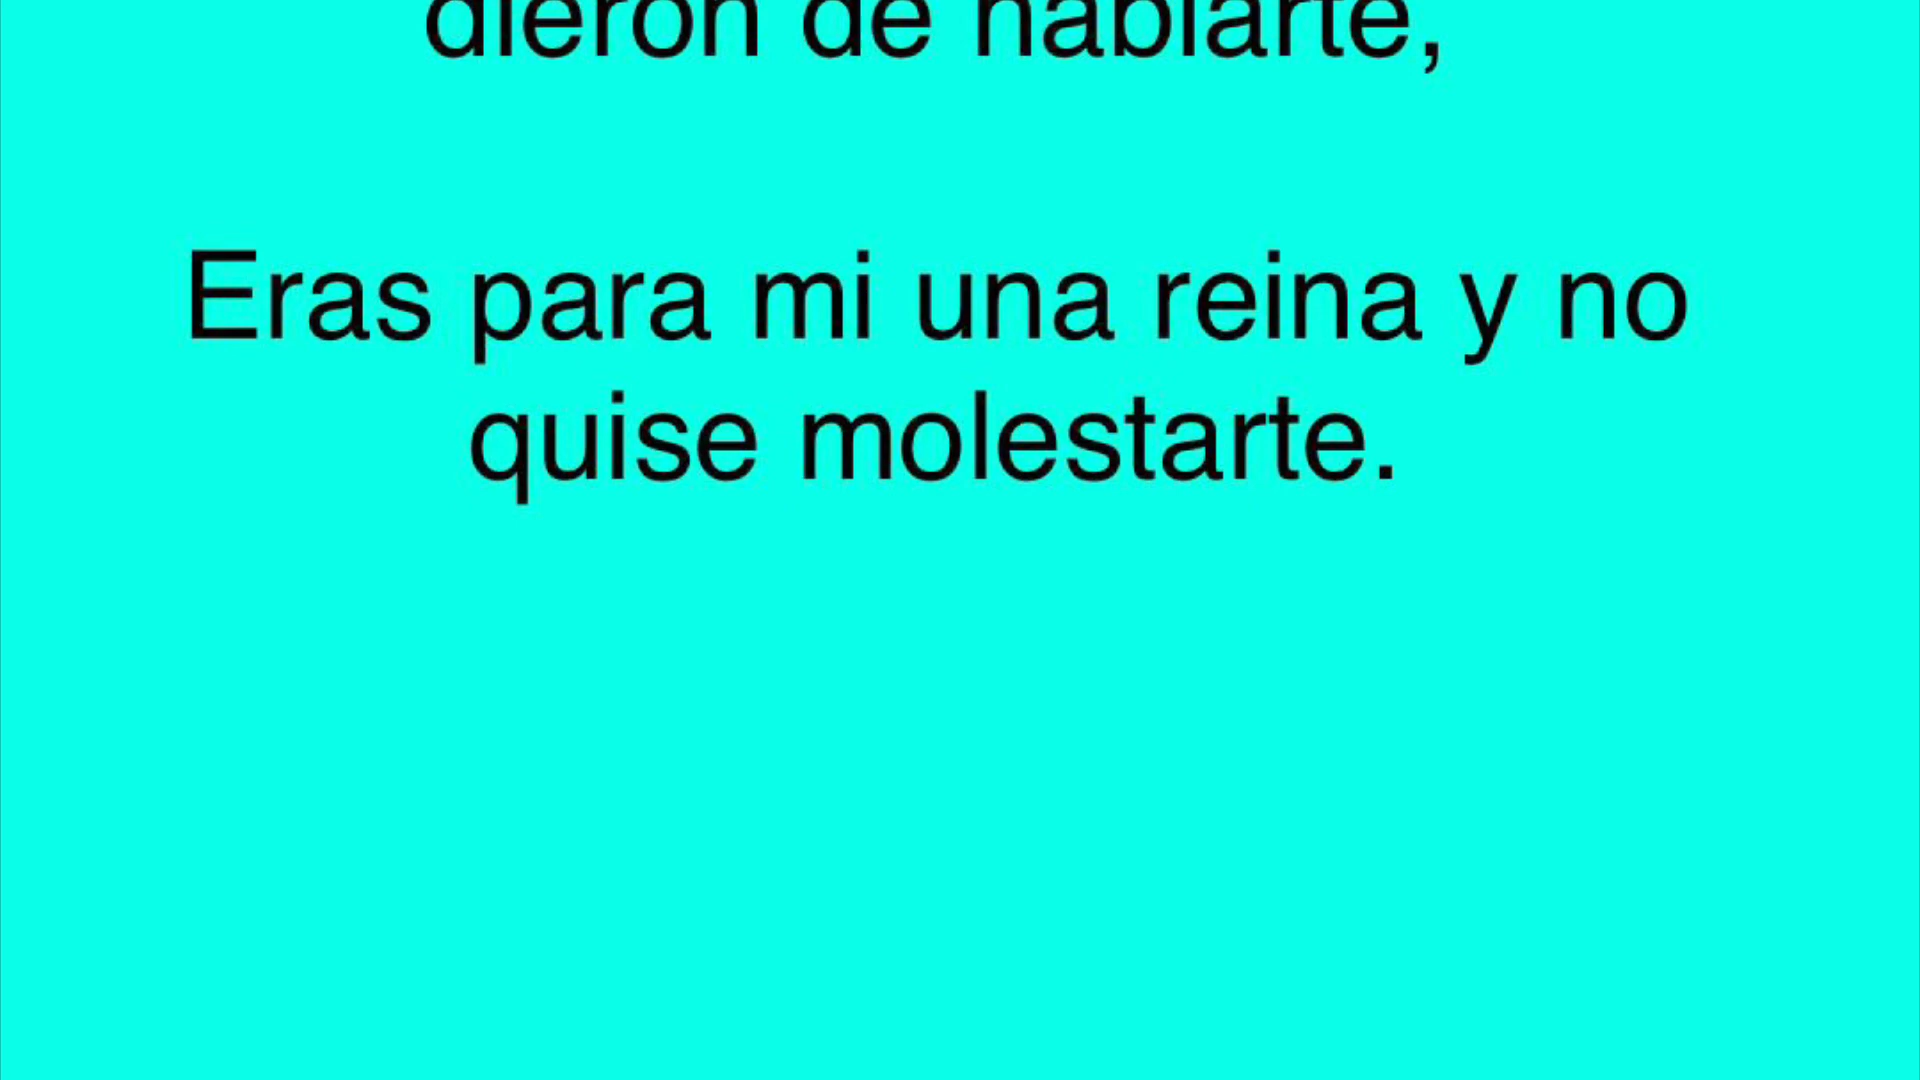 dieron de hablarte,
Eras para mi una reina y no
quise molestarte.